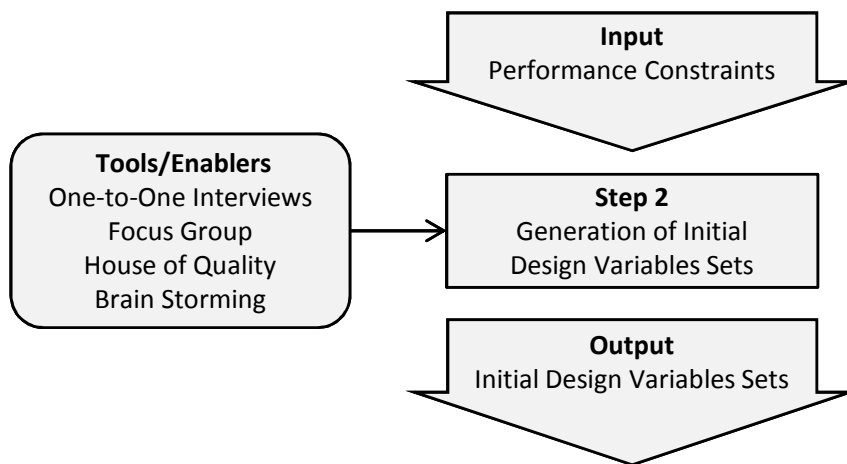 Input
Performance Constraints
Tools/Enablers
One-to-One Interviews
Focus Group
House of Quality
Brain Storming
Step 2
Generation of Initial
Design Variables Sets
Output
Initial Design Variables Sets